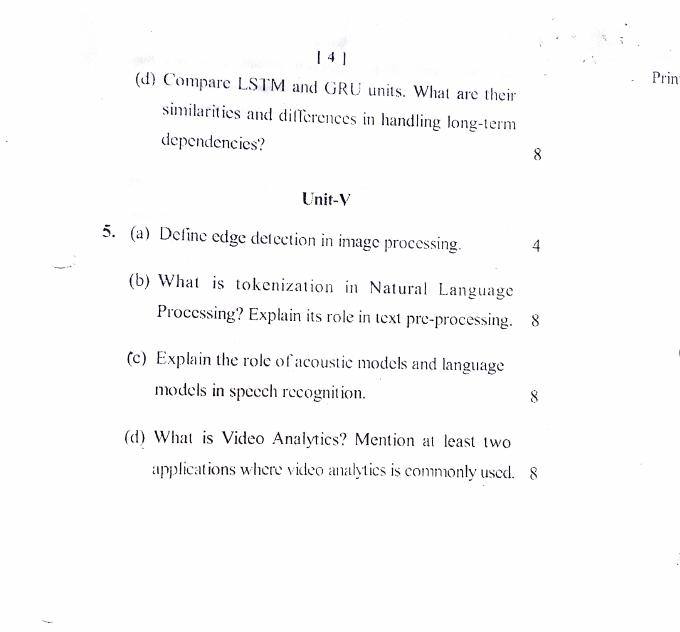 [ 4 ]
Prin
(d) Compare LSTM and GRU units. What are their
similarities and differences in handling long-term
dependencies? 8
Unit-V
5. (a) Define edge detection in image processing. 4
(b) What is tokenization in Natural Language
Processing? Explain its role in text pre-processing. 8
(c) Explain the role of acoustic models and language
models in speech recognition. 8
(d) What is Video Analytics? Mention at least two
applications where video analytics is commonly used. 8